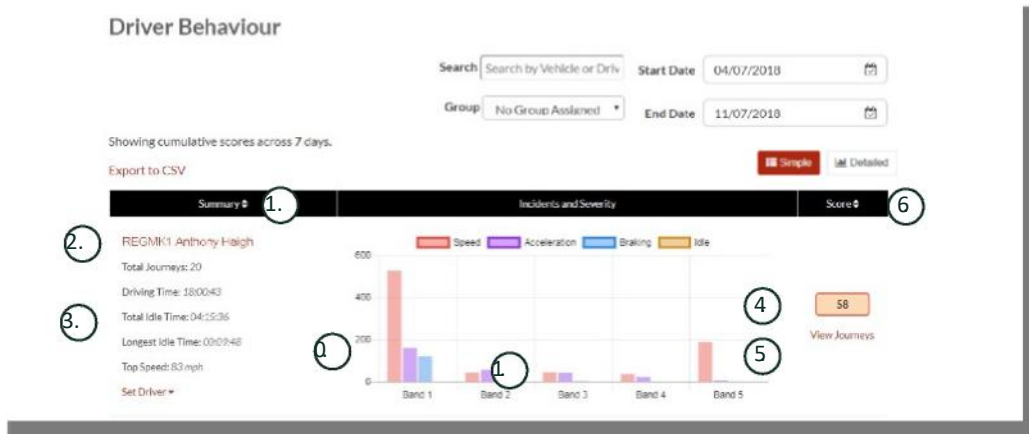 Driver Behaviour
Search Search by Vehicle or Driv Start Date 04/07/2018
Group No Group Assigned End Date 11/07/2018
Showing cumulative scores across 7 days.
Export to CSV
Simple Detailed
Summary 1. Incidents and Severity Score 6
2. REGMK1 Anthony Haigh
Speed Acceleration Braking Idle
Total Journeys: 20
Driving Time: 18:00:43
3. Total Idle Time: 04:15:36
Longest Idle Time: 00:09:48
Top Speed: 83 mph
Set Driver
600
400
200
0
0
1
Band 1 Band 2 Band 3 Band 4 Band 5
4 58
5 View Journeys